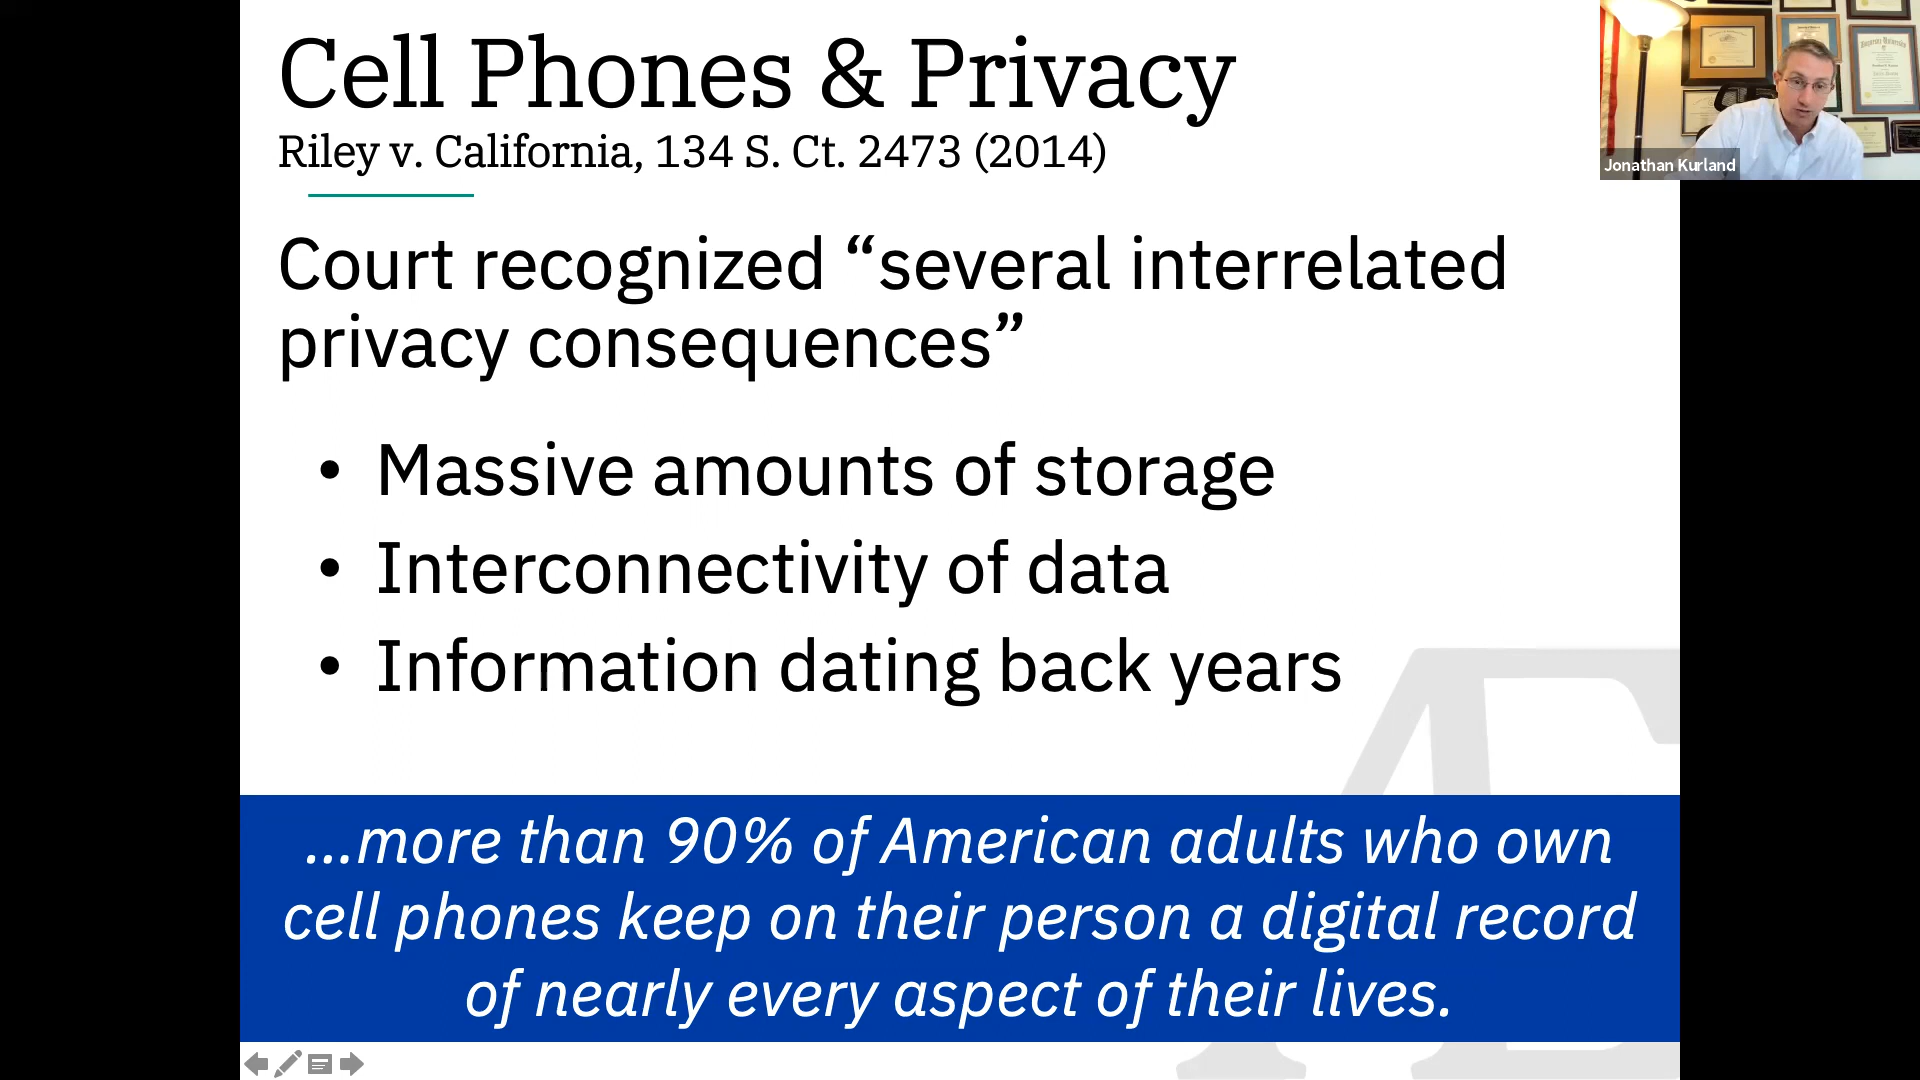 Cell Phones & Privacy
Riley v. California, 134 S. Ct. 2473 (2014)
Court recognized “several interrelated
privacy consequences”
• Massive amounts of storage
• Interconnectivity of data
• Information dating back years
...more than 90% of American adults who own
cell phones keep on their person a digital record
of nearly every aspect of their lives.
Jonathan Kurland